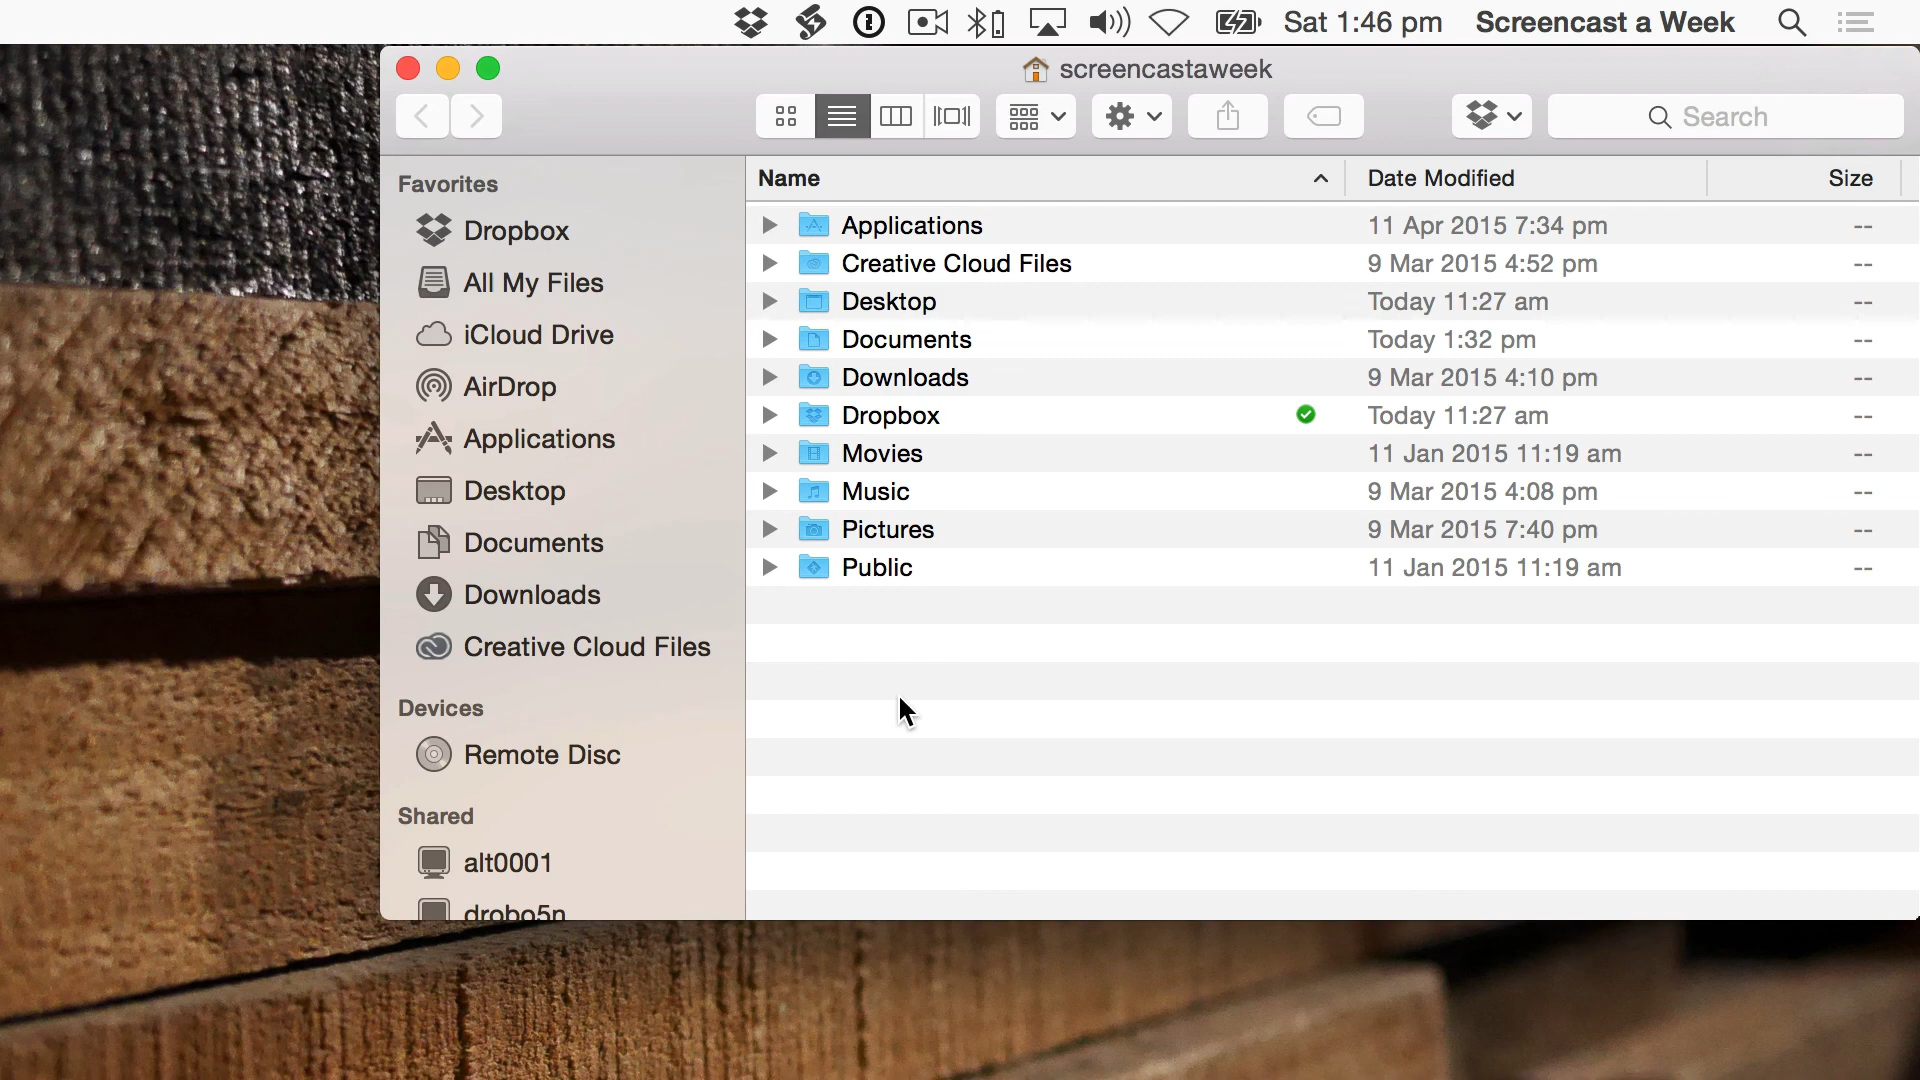 Sat 1:46 pm Screencast a Week
screencastaweek
Search
Favorites
Dropbox
All My Files
iCloud Drive
AirDrop
Applications
Desktop
Documents
Downloads
Creative Cloud Files
Devices
Remote Disc
Shared
alt0001
drobo5n
Name Date Modified Size
Applications 11 Apr 2015 7:34 pm --
Creative Cloud Files 9 Mar 2015 4:52 pm --
Desktop Today 11:27 am --
Documents Today 1:32 pm --
Downloads 9 Mar 2015 4:10 pm --
Dropbox Today 11:27 am --
Movies 11 Jan 2015 11:19 am --
Music 9 Mar 2015 4:08 pm --
Pictures 9 Mar 2015 7:40 pm --
Public 11 Jan 2015 11:19 am --